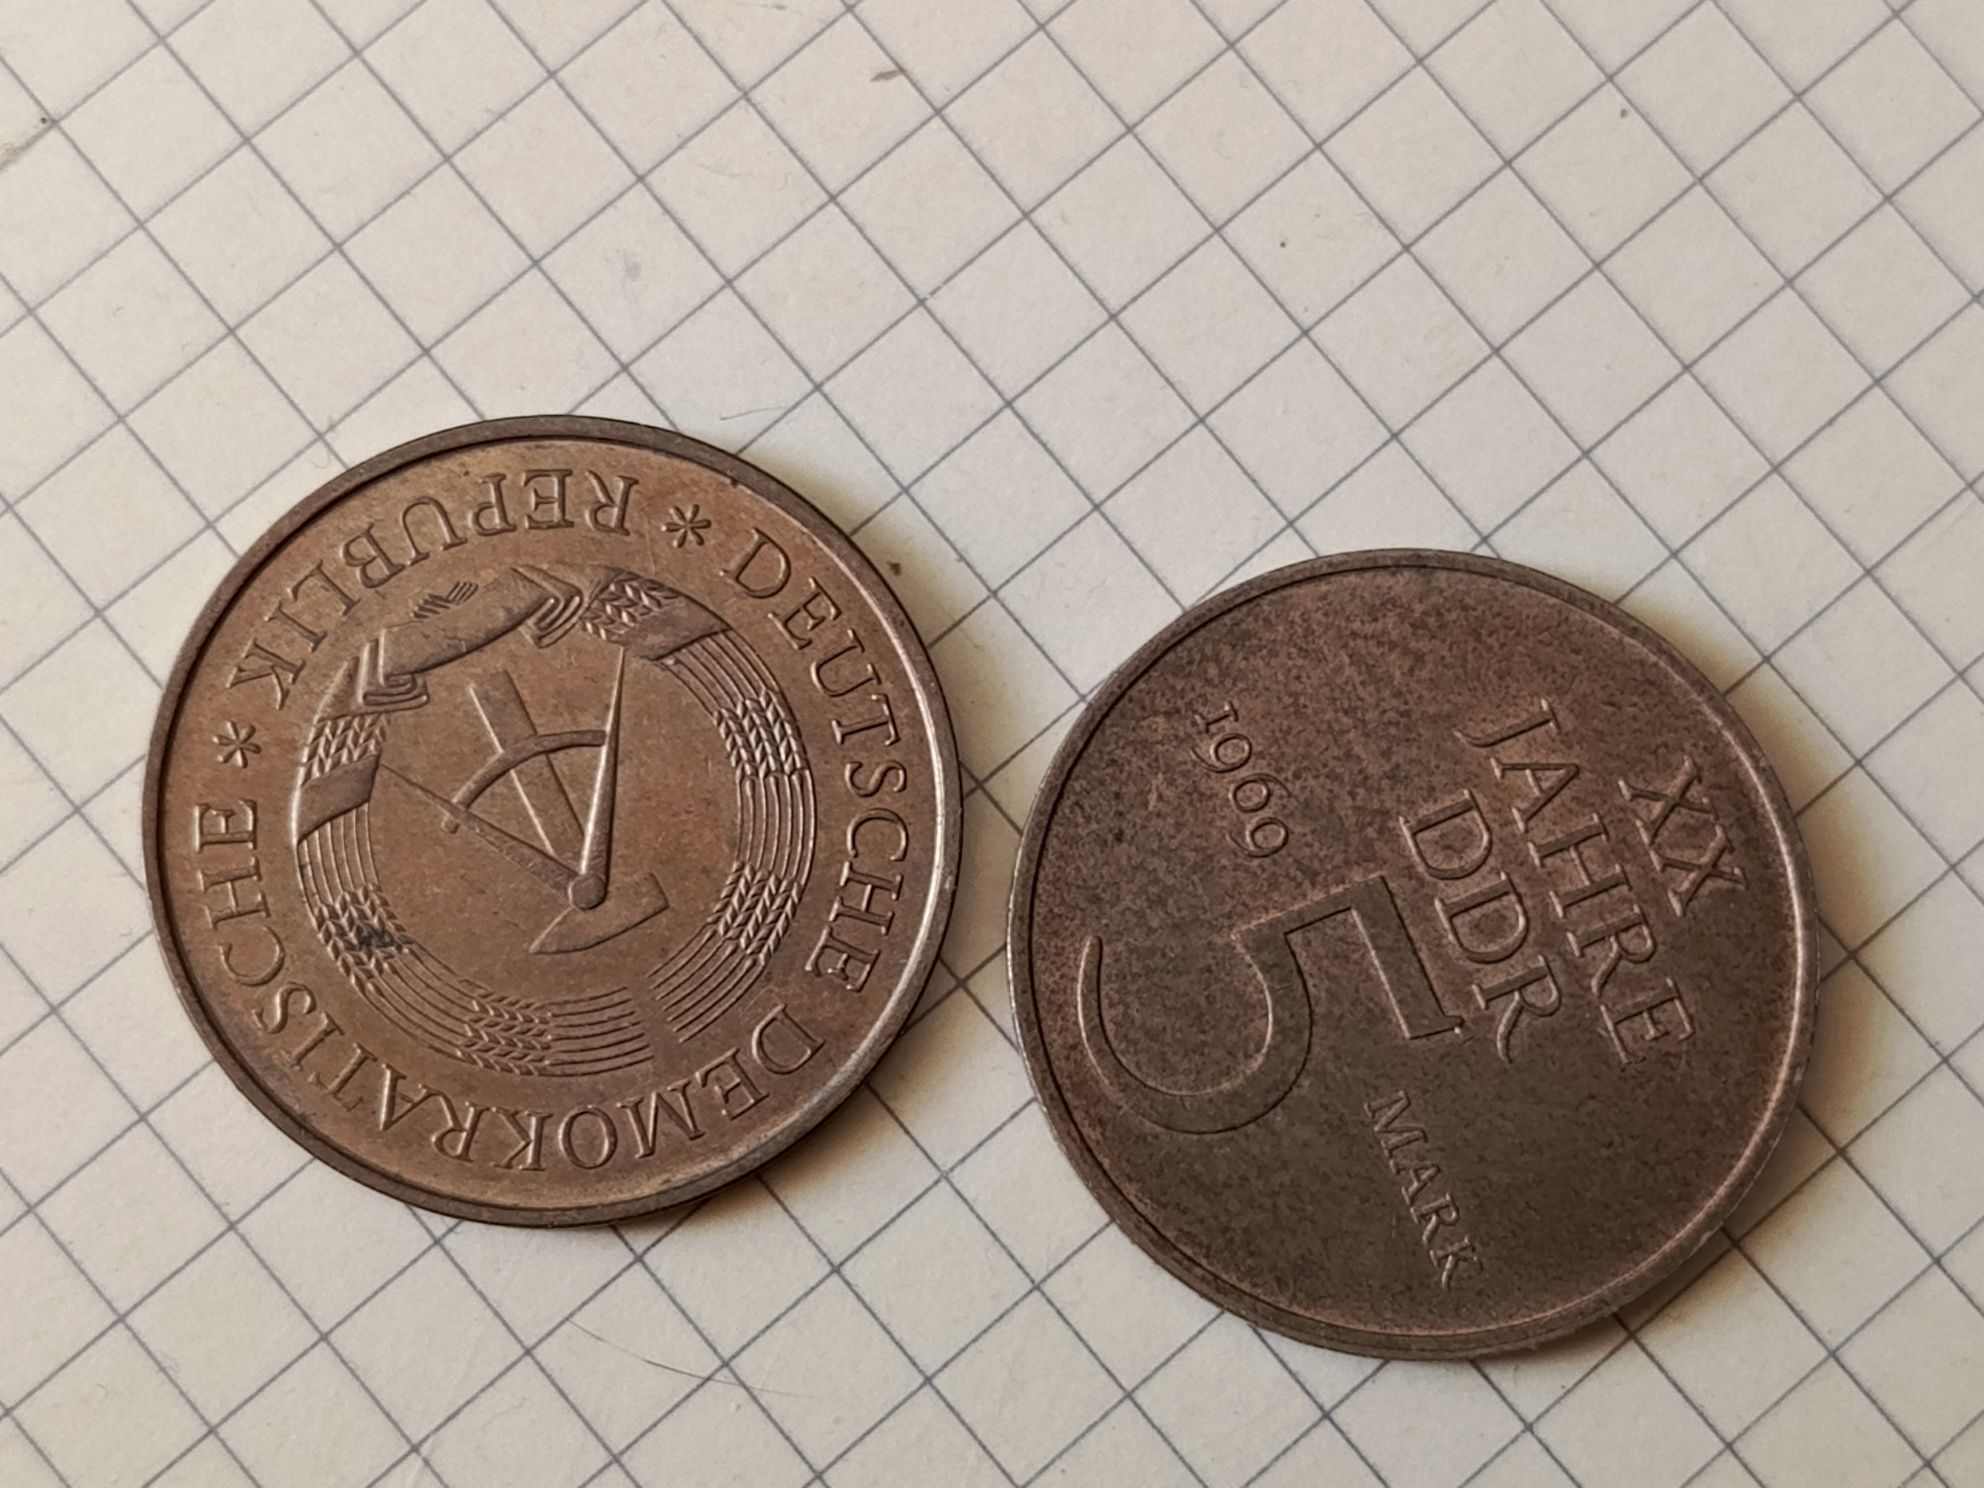 * DEUTSCHE DEMOKRATISCHE * REPUBLIK
XX
JAHRE
DDR
5 MARK
1969